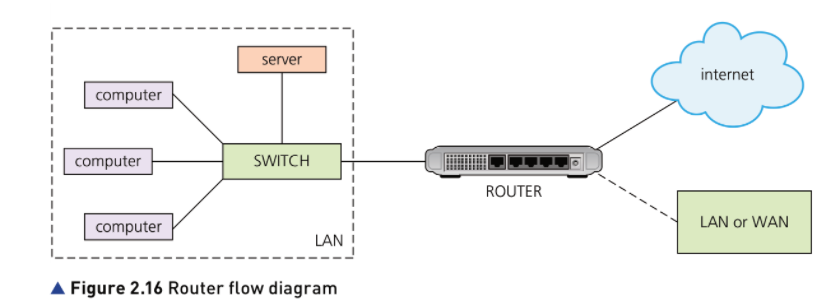 server
computer
internet
computer
SWITCH
ROUTER
computer
LAN or WAN
LAN
▲ Figure 2.16 Router flow diagram